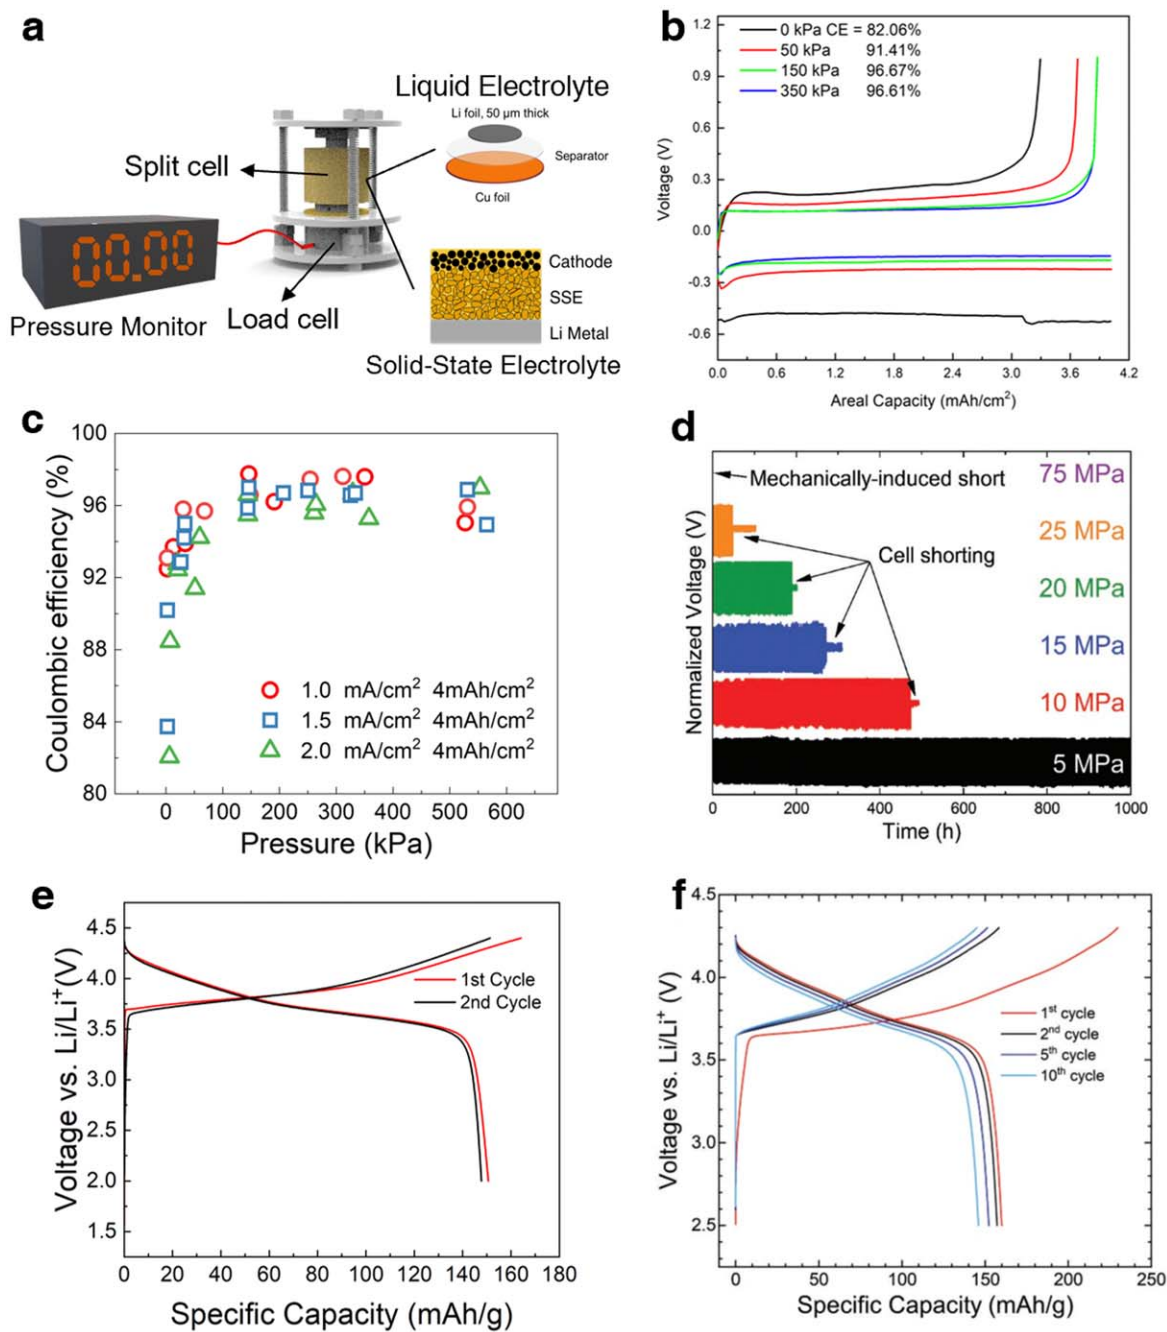 a
Liquid Electrolyte
Li foil, 50 µm thick
Separator
Cu foil
Split cell
00.00
Pressure Monitor
Load cell
Cathode
SSE
Li Metal
Solid-State Electrolyte
b
0 kPa CE = 82.06%
50 kPa 91.41%
150 kPa 96.67%
350 kPa 96.61%
Voltage (V)
1.2
0.9
0.6
0.3
0.0
-0.3
-0.6
0.0 0.6 1.2 1.8 2.4 3.0 3.6 4.2
Areal Capacity (mAh/cm²)
c
Coulombic efficiency (%)
100
96
92
88
84
80
1.0 mA/cm² 4mAh/cm²
1.5 mA/cm² 4mAh/cm²
2.0 mA/cm² 4mAh/cm²
0 100 200 300 400 500 600
Pressure (kPa)
d
Normalized Voltage (V)
Mechanically-induced short
75 MPa
25 MPa
Cell shorting
20 MPa
15 MPa
10 MPa
5 MPa
0 200 400 600 800 1000
Time (h)
e
Voltage vs. Li/Li⁺(V)
4.5
4.0
3.5
3.0
2.5
2.0
1.5
1st Cycle
2nd Cycle
0 20 40 60 80 100 120 140 160 180
Specific Capacity (mAh/g)
f
Voltage vs. Li/Li⁺ (V)
4.5
4.0
3.5
3.0
2.5
1st cycle
2nd cycle
5th cycle
10th cycle
0 50 100 150 200 250
Specific Capacity (mAh/g)